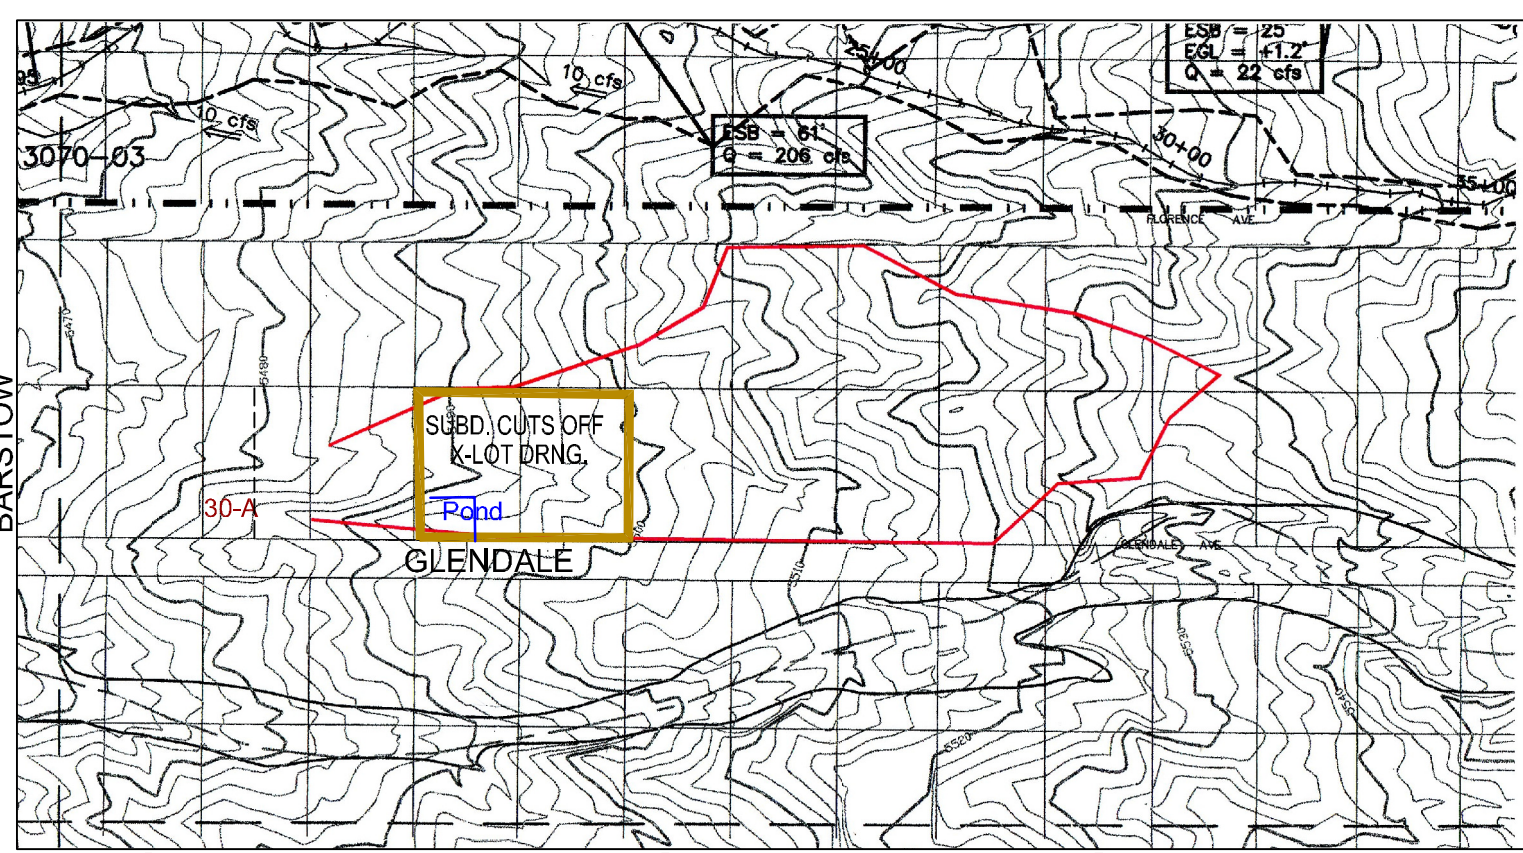 ESB = 25'
EGL = +1.2'
Q = 22 cfs
25+00
10 cfs
10 cfs
ESB = 61'
Q = 206 cfs
30+00
3070-03
35+00
FLORENCE AVE.
5470
5480
BARSTOW
SUBD. CUTS OFF
X-LOT DRNG.
30-A
Pond
GLENDALE
GLENDALE AVE.
5510
5530
5540
5520